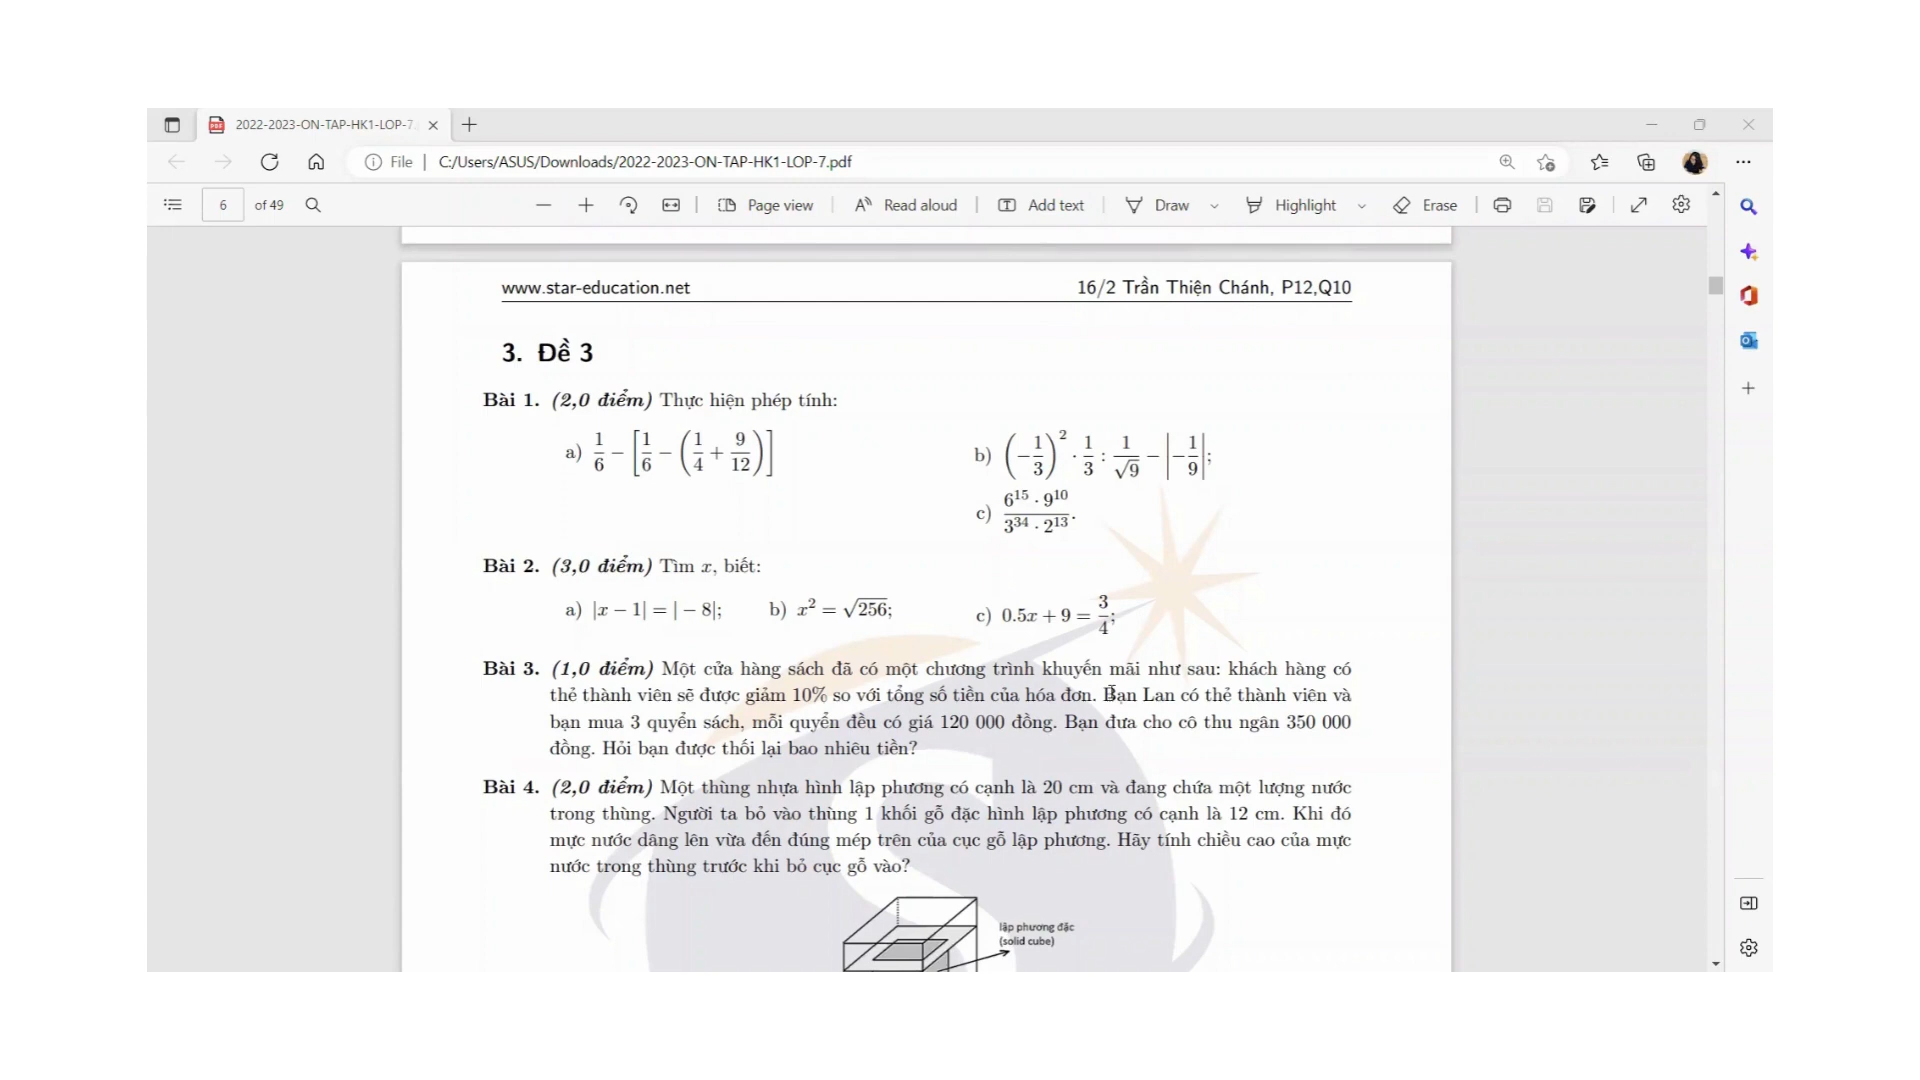 2022-2023-ON-TAP-HK1-LOP-7
File | C:/Users/ASUS/Downloads/2022-2023-ON-TAP-HK1-LOP-7.pdf
6 of 49 Page view Read aloud Add text Draw Highlight Erase
www.star-education.net 16/2 Trần Thiện Chánh, P12,Q10
3. Đề 3
Bài 1. (2,0 điểm) Thực hiện phép tính:
a) 1/6 − [1/6 − (1/4 + 9/12)] b) (−1/3)² · 1/3 : 1/√9 − |−1/9|;
c) (6¹⁵ · 9¹⁰)/(3³⁴ · 2¹³).
Bài 2. (3,0 điểm) Tìm x, biết:
a) |x − 1| = | − 8|; b) x² = √256; c) 0.5x + 9 = 3/4;
Bài 3. (1,0 điểm) Một cửa hàng sách đã có một chương trình khuyến mãi như sau: khách hàng có
thẻ thành viên sẽ được giảm 10% so với tổng số tiền của hóa đơn. Bạn Lan có thẻ thành viên và
bạn mua 3 quyển sách, mỗi quyển đều có giá 120 000 đồng. Bạn đưa cho cô thu ngân 350 000
đồng. Hỏi bạn được thối lại bao nhiêu tiền?
Bài 4. (2,0 điểm) Một thùng nhựa hình lập phương có cạnh là 20 cm và đang chứa một lượng nước
trong thùng. Người ta bỏ vào thùng 1 khối gỗ đặc hình lập phương có cạnh là 12 cm. Khi đó
mực nước dâng lên vừa đến đúng mép trên của cục gỗ lập phương. Hãy tính chiều cao của mực
nước trong thùng trước khi bỏ cục gỗ vào?
lập phương đặc
(solid cube)